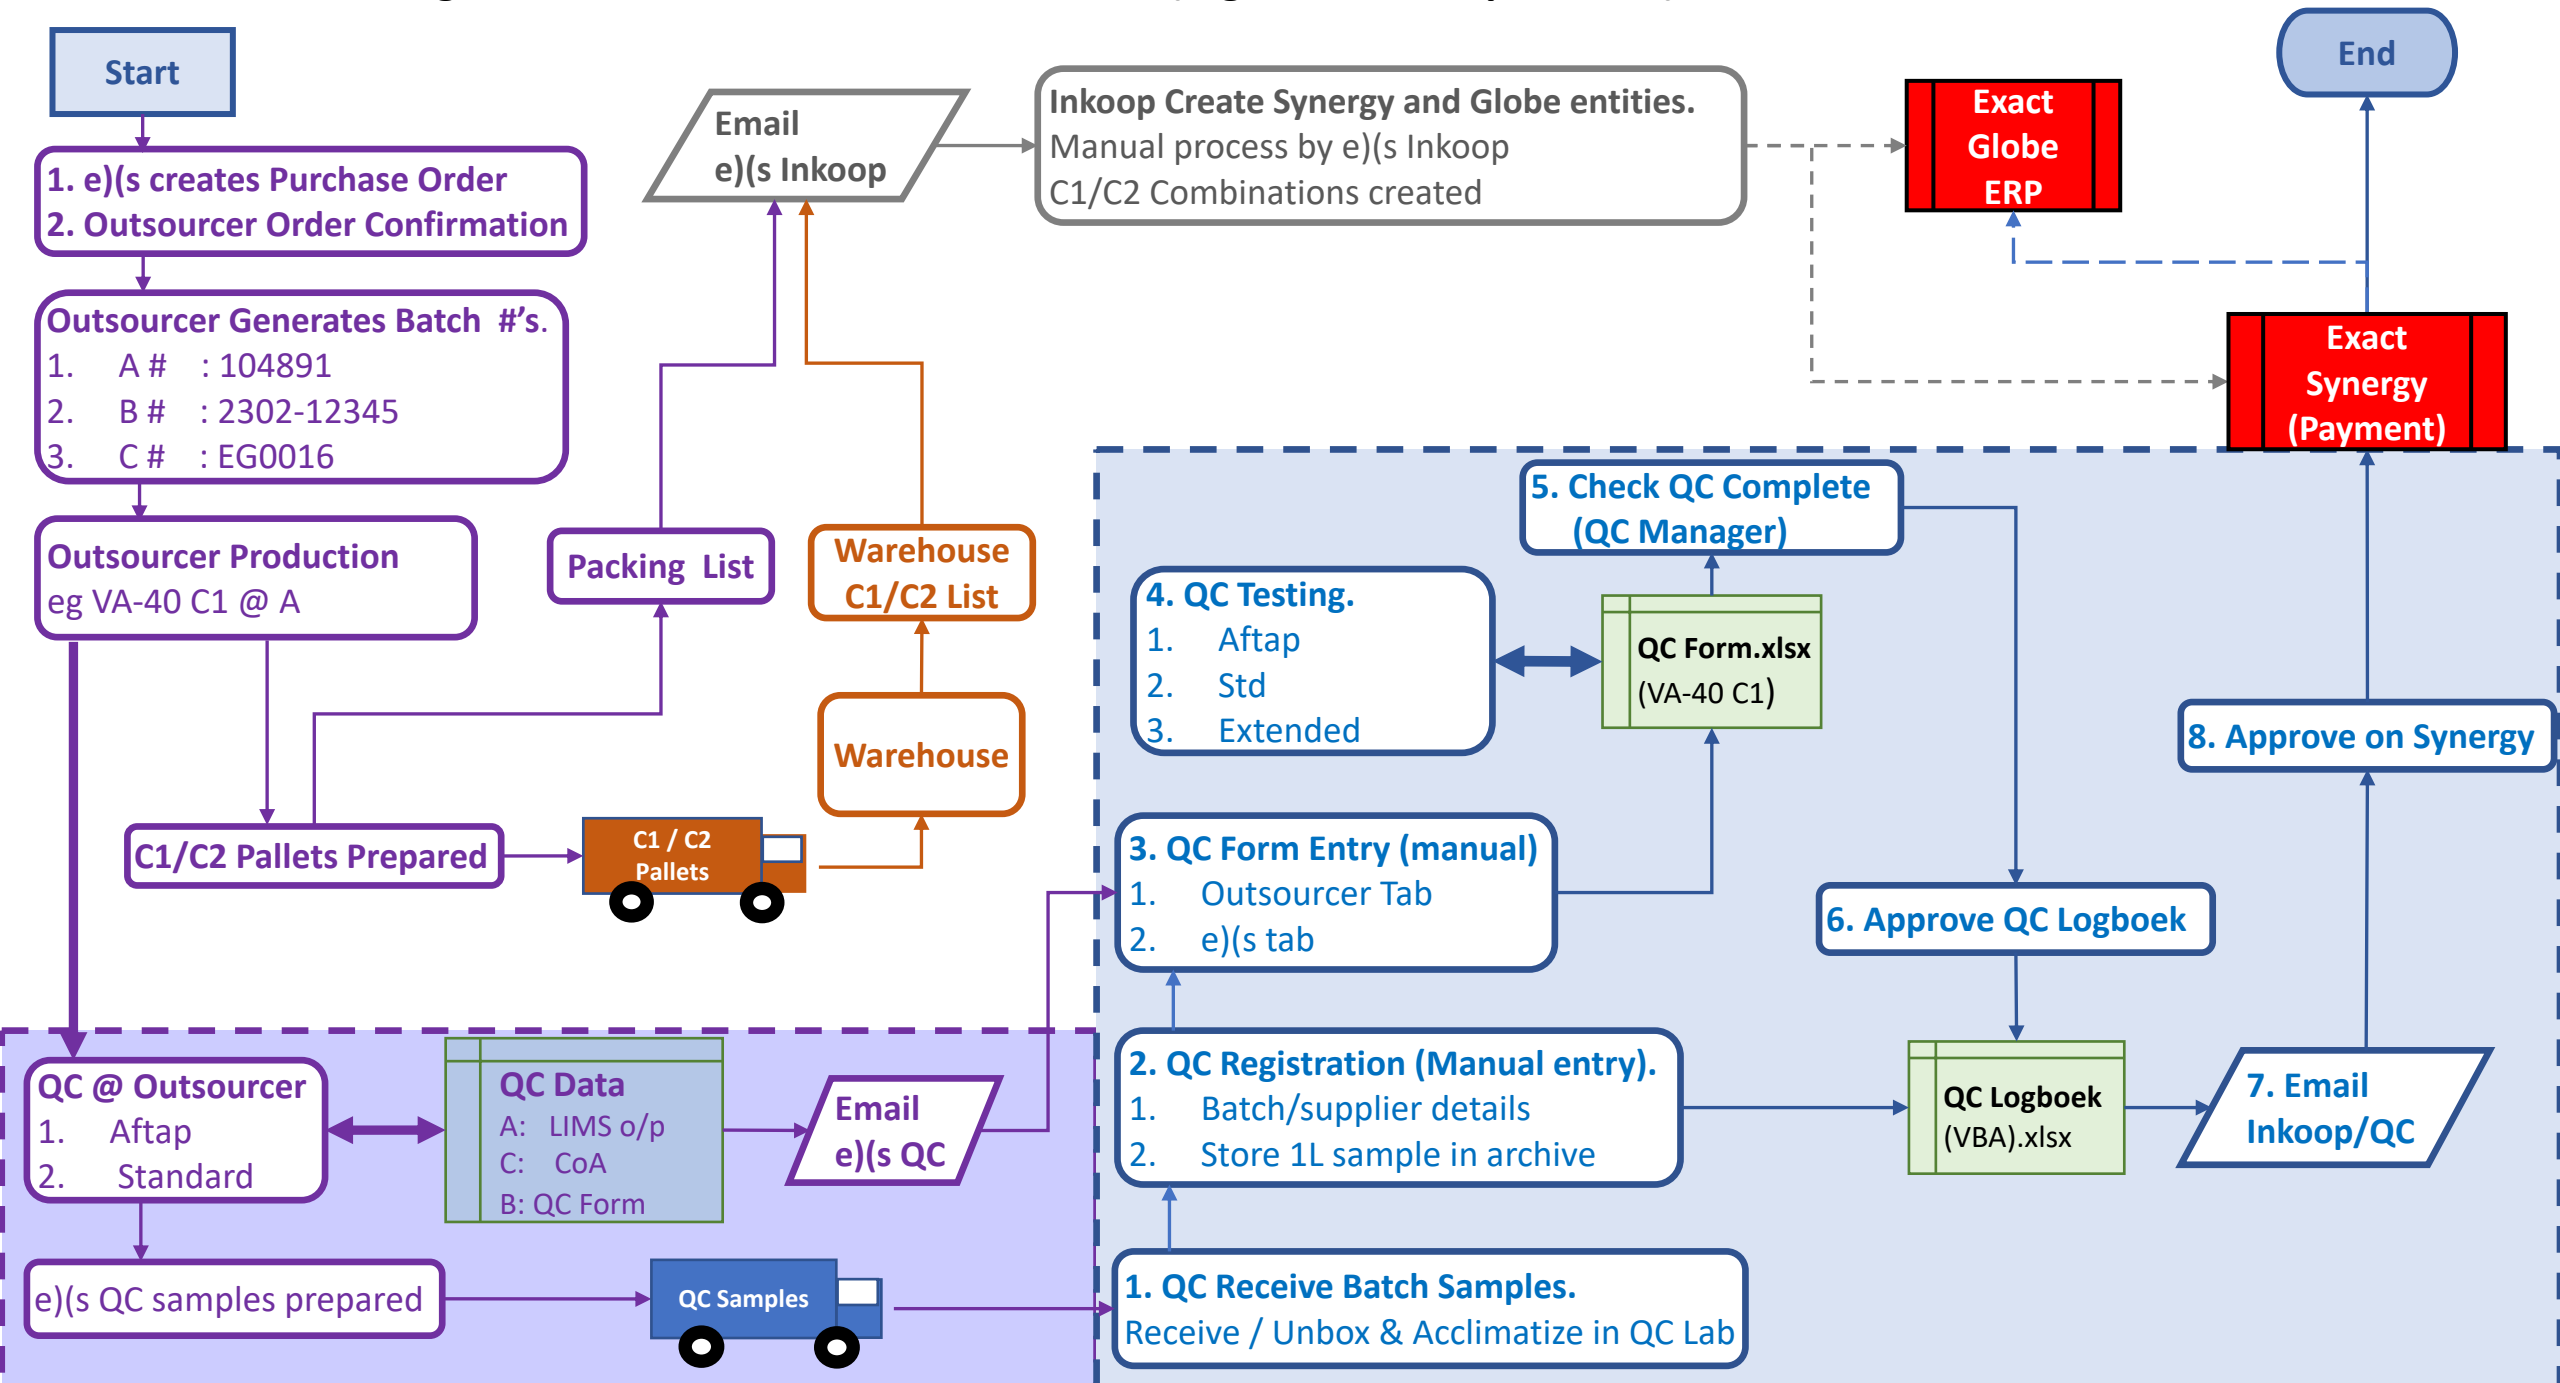 Start
1. e)(s creates Purchase Order
2. Outsourcer Order Confirmation
Outsourcer Generates Batch #'s.
1. A # : 104891
2. B # : 2302-12345
3. C # : EG0016
Outsourcer Production
eg VA-40 C1 @ A
C1/C2 Pallets Prepared
C1 / C2
Pallets
Packing List
Warehouse
C1/C2 List
Warehouse
Email
e)(s Inkoop
Inkoop Create Synergy and Globe entities.
Manual process by e)(s Inkoop
C1/C2 Combinations created
Exact
Globe
ERP
End
Exact
Synergy
(Payment)
QC @ Outsourcer
1. Aftap
2. Standard
QC Data
A: LIMS o/p
C: CoA
B: QC Form
Email
e)(s QC
e)(s QC samples prepared
QC Samples
1. QC Receive Batch Samples.
Receive / Unbox & Acclimatize in QC Lab
2. QC Registration (Manual entry).
1. Batch/supplier details
2. Store 1L sample in archive
3. QC Form Entry (manual)
1. Outsourcer Tab
2. e)(s tab
4. QC Testing.
1. Aftap
2. Std
3. Extended
QC Form.xlsx
(VA-40 C1)
5. Check QC Complete
(QC Manager)
6. Approve QC Logboek
QC Logboek
(VBA).xlsx
7. Email
Inkoop/QC
8. Approve on Synergy